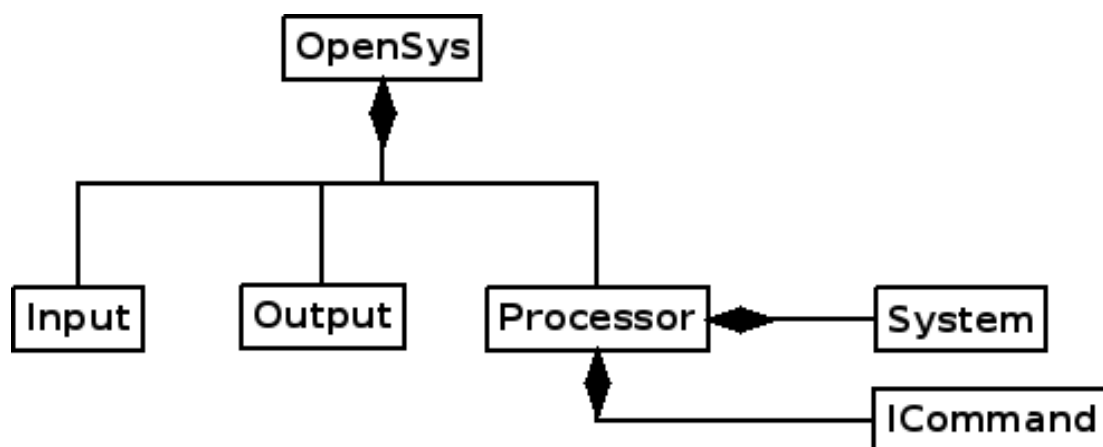 OpenSys
Input
Output
Processor
System
ICommand